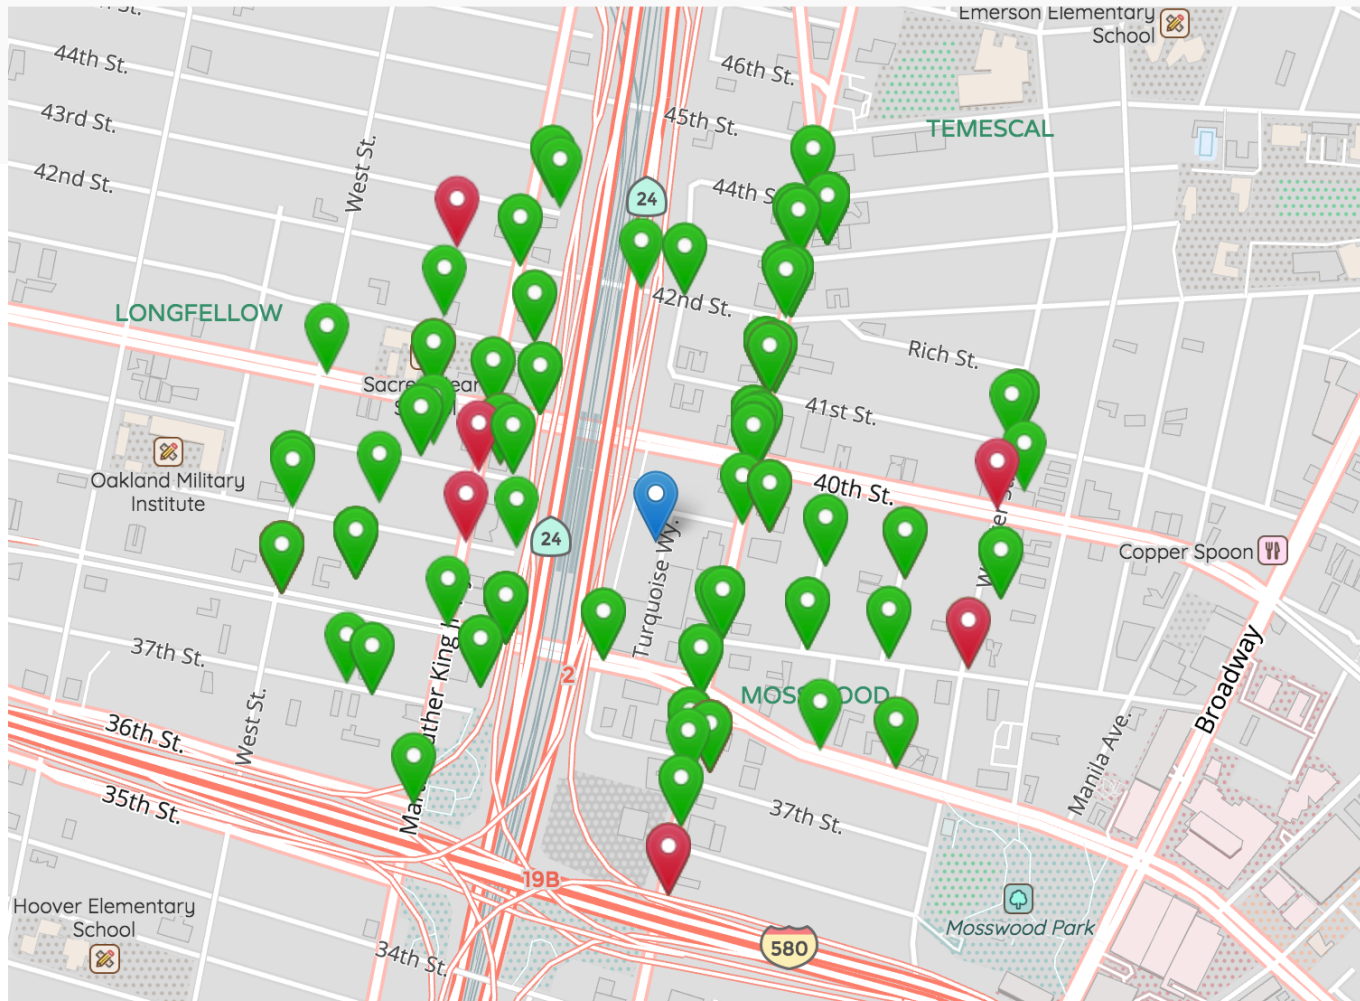 Emerson Elementary
School
44th St.
46th St.
43rd St.
45th St.
TEMESCAL
West St.
42nd St.
24
44th S
LONGFELLOW
42nd St.
Rich St.
41st St.
Oakland Military
Institute
40th St.
24
Copper Spoon
Turquoise Wy.
37th St.
2
MOSSWOOD
Broadway
West St.
36th St.
Manila Ave.
35th St.
37th St.
19B
Hoover Elementary
School
Mosswood Park
580
34th St.